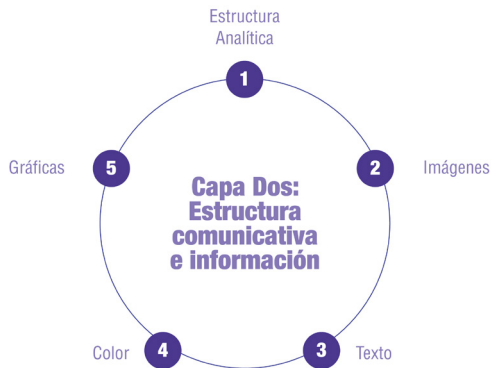 Estructura
Analítica
1
Gráficas
5
2
Imágenes
Capa Dos:
Estructura
comunicativa
e información
Color
4
3
Texto